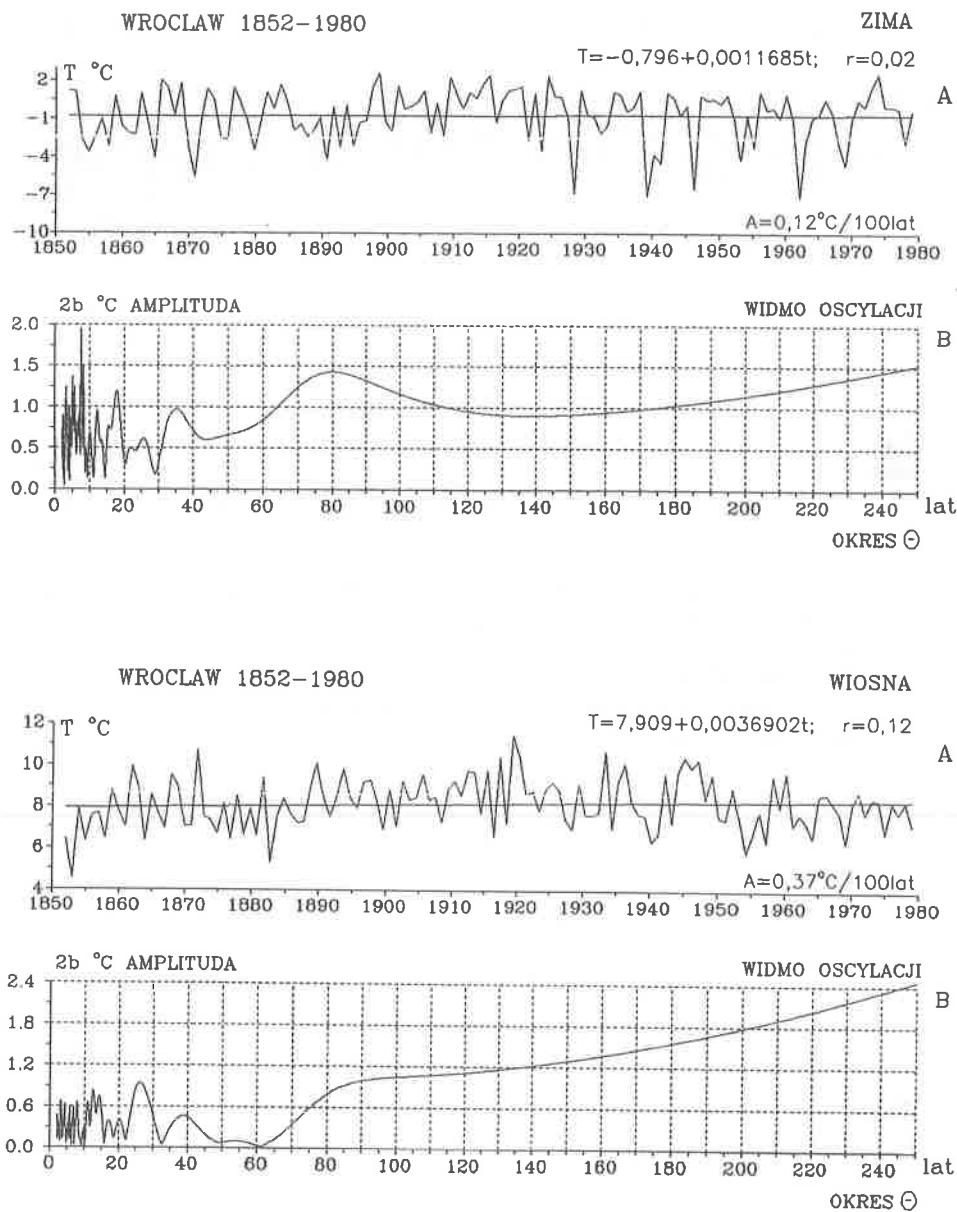 WROCLAW 1852-1980 ZIMA
T=-0,796+0,0011685t; r=0,02
T °C
A
2
-1
-4
-7
-10
A=0,12°C/100lat
1850 1860 1870 1880 1890 1900 1910 1920 1930 1940 1950 1960 1970 1980
2b °C AMPLITUDA WIDMO OSCYLACJI
B
2.0
1.5
1.0
0.5
0.0
0 20 40 60 80 100 120 140 160 180 200 220 240 lat
OKRES Θ
WROCLAW 1852-1980 WIOSNA
T=7,909+0,0036902t; r=0,12
T °C
A
12
10
8
6
4
A=0,37°C/100lat
1850 1860 1870 1880 1890 1900 1910 1920 1930 1940 1950 1960 1970 1980
2b °C AMPLITUDA WIDMO OSCYLACJI
B
2.4
1.8
1.2
0.6
0.0
0 20 40 60 80 100 120 140 160 180 200 220 240 lat
OKRES Θ